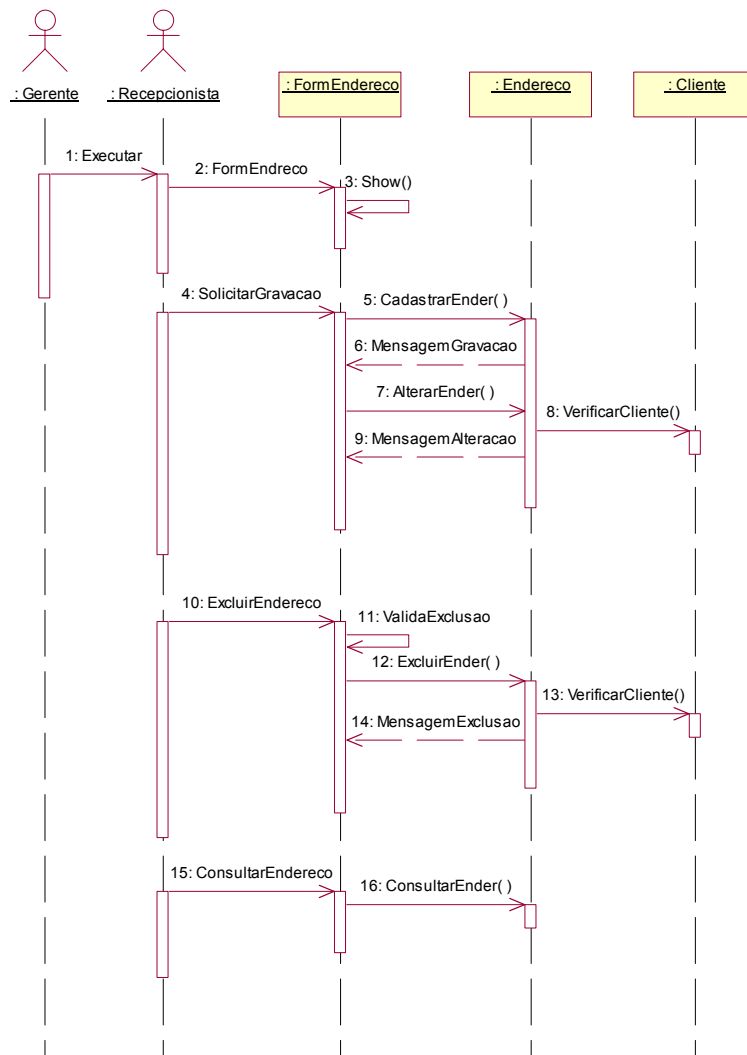 : Gerente
: Recepcionista
: FormEndereco
: Endereco
: Cliente
1: Executar
2: FormEndreco
3: Show()
4: SolicitarGravacao
5: CadastrarEnder( )
6: MensagemGravacao
7: AlterarEnder( )
8: VerificarCliente()
9: MensagemAlteracao
10: ExcluirEndereco
11: ValidaExclusao
12: ExcluirEnder( )
13: VerificarCliente()
14: MensagemExclusao
15: ConsultarEndereco
16: ConsultarEnder( )